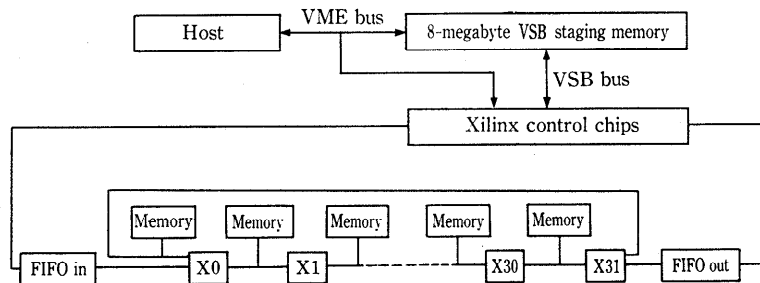 VME bus
Host
8-megabyte VSB staging memory
VSB bus
Xilinx control chips
Memory
Memory
Memory
Memory
Memory
FIFO in
X0
X1
X30
X31
FIFO out